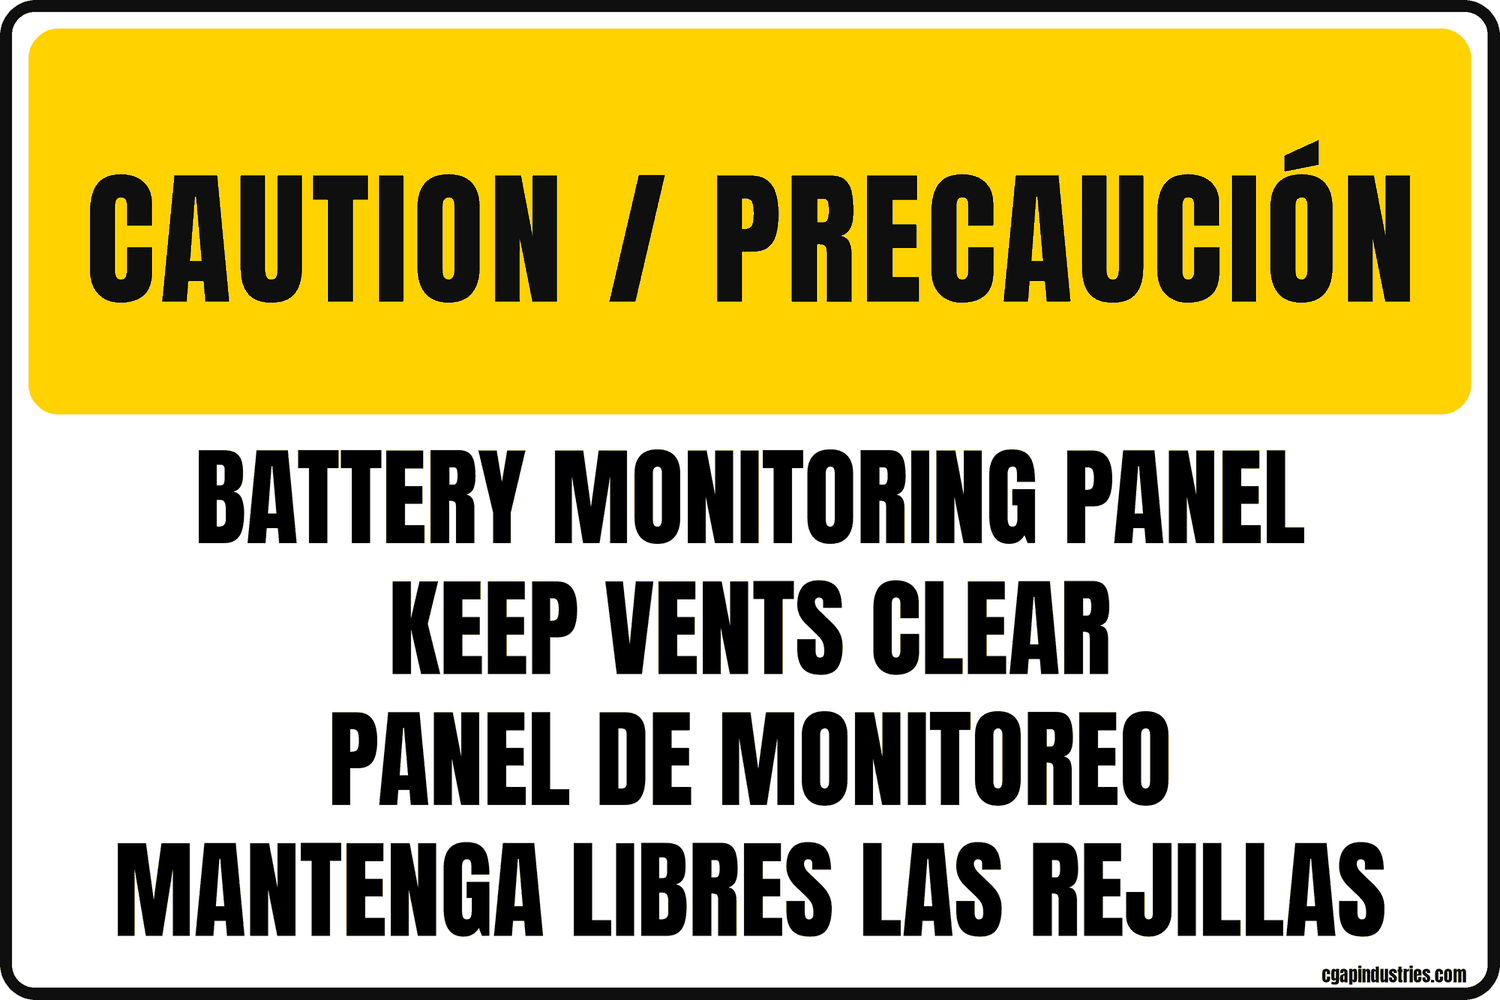 CAUTION / PRECAUCIÓN
BATTERY MONITORING PANEL
KEEP VENTS CLEAR
PANEL DE MONITOREO
MANTENGA LIBRES LAS REJILLAS
cgapindustries.com